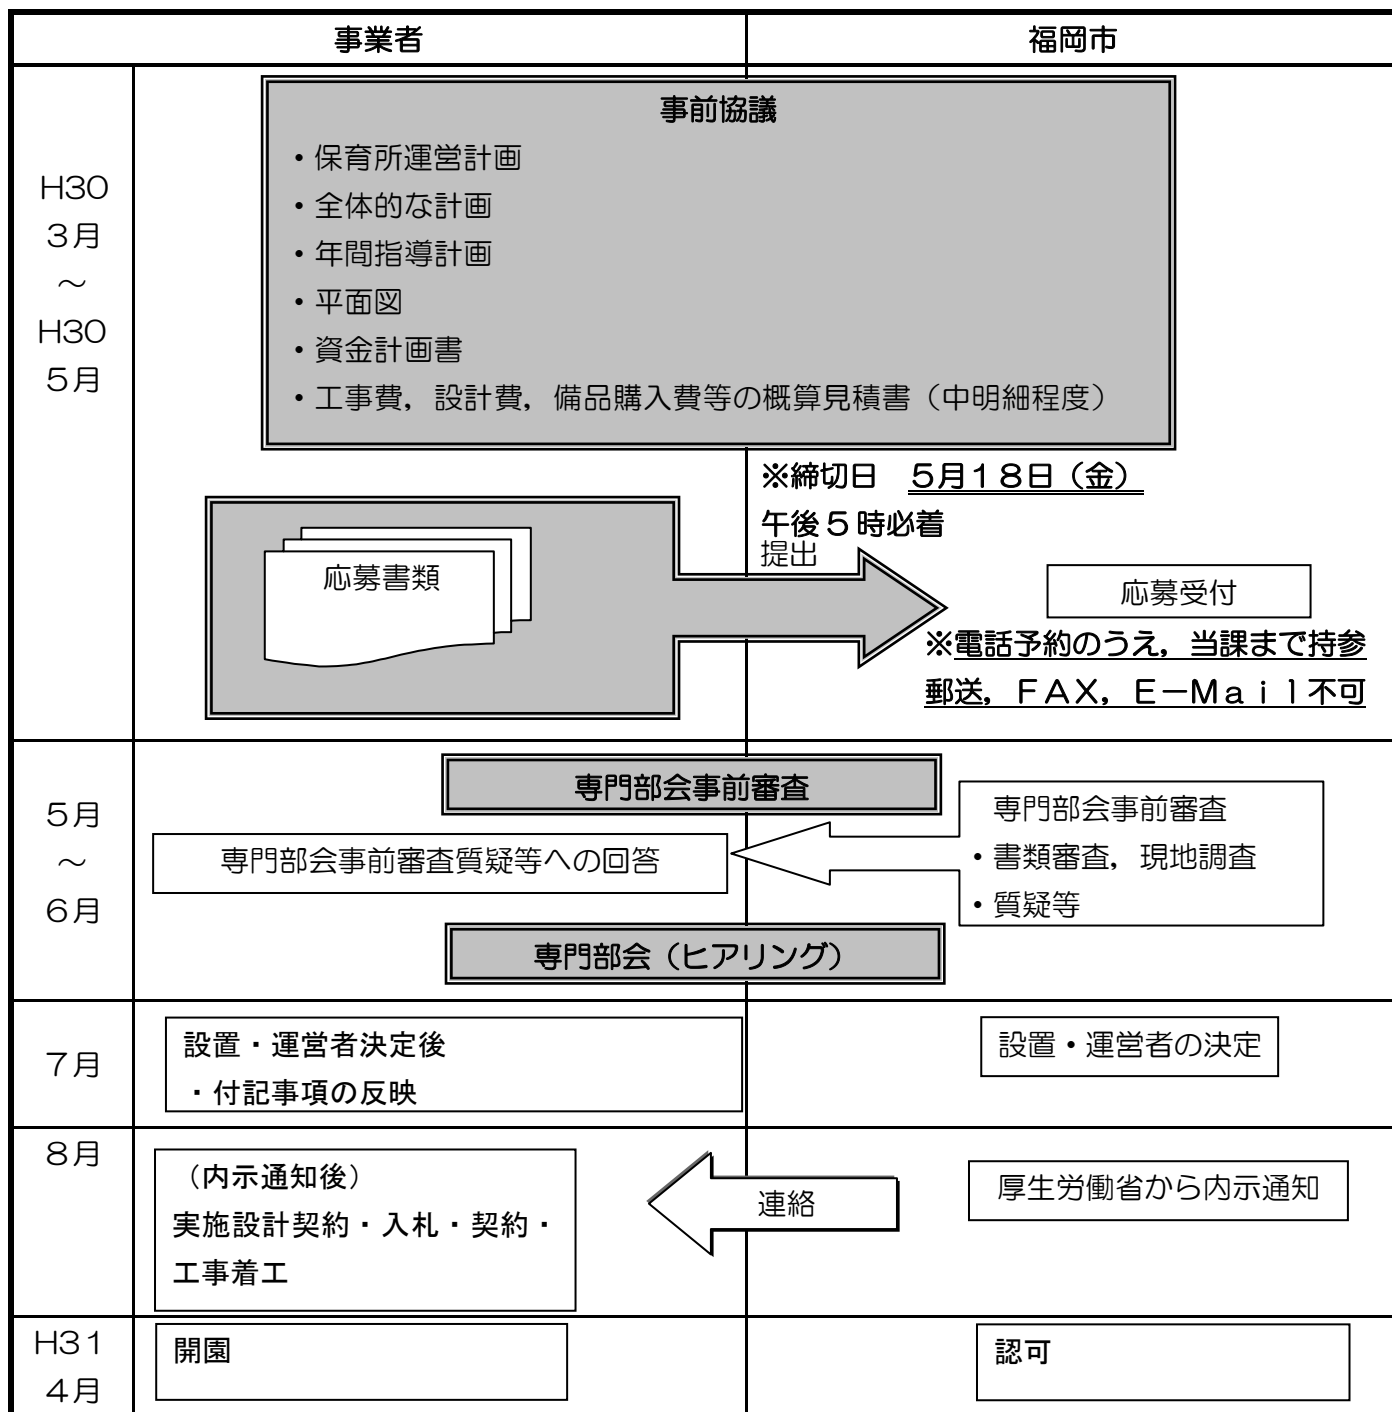 事業者
福岡市
H30
3月
～
H30
5月
事前協議
・保育所運営計画
・全体的な計画
・年間指導計画
・平面図
・資金計画書
・工事費，設計費，備品購入費等の概算見積書（中明細程度）
※締切日　５月１８日（金）
午後５時必着
提出
応募書類
応募受付
※電話予約のうえ，当課まで持参
郵送，ＦＡＸ，Ｅ－Ｍａｉｌ不可
5月
～
6月
専門部会事前審査
専門部会事前審査
・書類審査，現地調査
・質疑等
専門部会事前審査質疑等への回答
専門部会（ヒアリング）
7月
設置・運営者決定後
・付記事項の反映
設置・運営者の決定
8月
（内示通知後）
実施設計契約・入札・契約・
工事着工
連絡
厚生労働省から内示通知
H31
4月
開園
認可